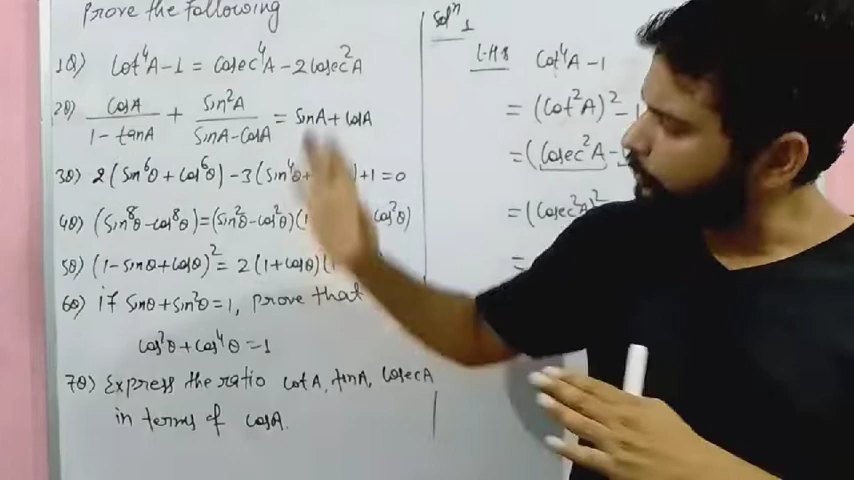 Prove the following
1Q) Cot⁴A-1 = Cosec⁴A-2Cosec²A
2Q) CosA/(1-tanA) + Sin²A/(SinA-CosA) = SinA+CosA
3Q) 2(Sin⁶θ+Cos⁶θ)-3(Sin⁴θ+ )+1=0
4Q) (Sin⁸θ-Cos⁸θ)=(Sin²θ-Cos²θ)(1 Cos²θ)
5Q) (1-Sinθ+Cosθ)²=2(1+Cosθ)(1
6Q) if Sinθ+Sin²θ=1, prove that
Cos²θ+Cos⁴θ=1
7Q) Express the ratio CotA, tanA, CosecA
in terms of CosA.
Solⁿ 1
L.H.S Cot⁴A-1
=(Cot²A)²-1
=(Cosec²A-
=(Cosec²A)²
=